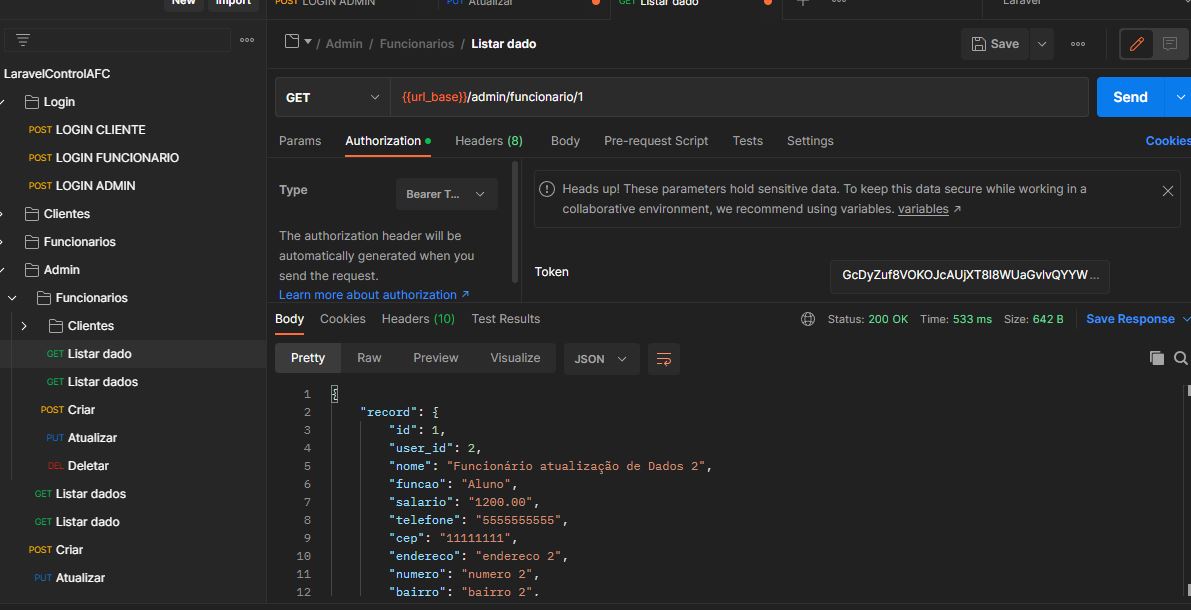 New Import POST LOGIN ADMIN PUT Atualizar GET Listar dado Laravel
/ Admin / Funcionarios / Listar dado Save
LaravelControlAFC
Login
POST LOGIN CLIENTE
POST LOGIN FUNCIONARIO
POST LOGIN ADMIN
Clientes
Funcionarios
Admin
Funcionarios
Clientes
GET Listar dado
GET Listar dados
POST Criar
PUT Atualizar
DEL Deletar
GET Listar dados
GET Listar dado
POST Criar
PUT Atualizar
GET {{url_base}}/admin/funcionario/1 Send
Params Authorization Headers (8) Body Pre-request Script Tests Settings Cookies
Type Bearer T...
The authorization header will be
automatically generated when you
send the request.
Learn more about authorization ↗
Heads up! These parameters hold sensitive data. To keep this data secure while working in a
collaborative environment, we recommend using variables. variables ↗
Token GcDyZuf8VOKOJcAUjXT8I8WUaGvlvQYYW...
Body Cookies Headers (10) Test Results Status: 200 OK Time: 533 ms Size: 642 B Save Response
Pretty Raw Preview Visualize JSON
1 {
2 "record": {
3 "id": 1,
4 "user_id": 2,
5 "nome": "Funcionário atualização de Dados 2",
6 "funcao": "Aluno",
7 "salario": "1200.00",
8 "telefone": "5555555555",
9 "cep": "11111111",
10 "endereco": "endereco 2",
11 "numero": "numero 2",
12 "bairro": "bairro 2",